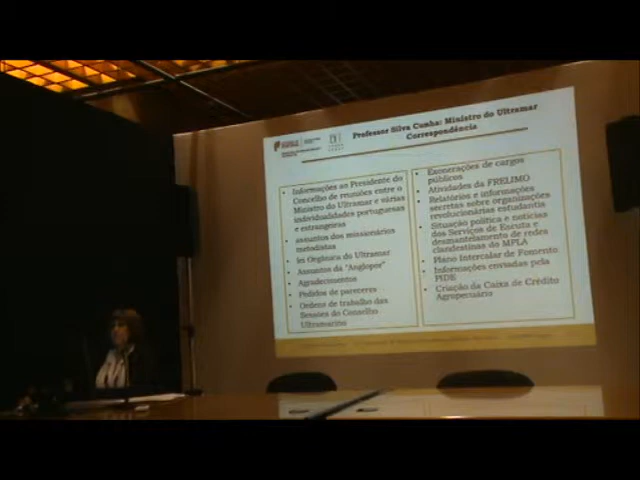 Professor Silva Cunha: Ministro do Ultramar
Correspondência
• Informações ao Presidente do
Concelho de reuniões entre o
Ministro do Ultramar e várias
individualidades portuguesas
e estrangeiras
• assuntos dos missionários
metodistas
• lei Orgânica do Ultramar
• Assuntos da "Anglopor"
• Agradecimentos
• Pedidos de pareceres
• Ordens de trabalho das
Sessões do Conselho
Ultramarino
• Exonerações de cargos
públicos
• Atividades da FRELIMO
• Relatórios e informações
secretas sobre organizações
revolucionárias estudantis
• Situação política e notícias
dos Serviços de Escuta e
desmantelamento de redes
clandestinas do MPLA
• Plano Intercalar de Fomento
• Informações enviadas pela
PIDE
• Criação da Caixa de Crédito
Agropecuária